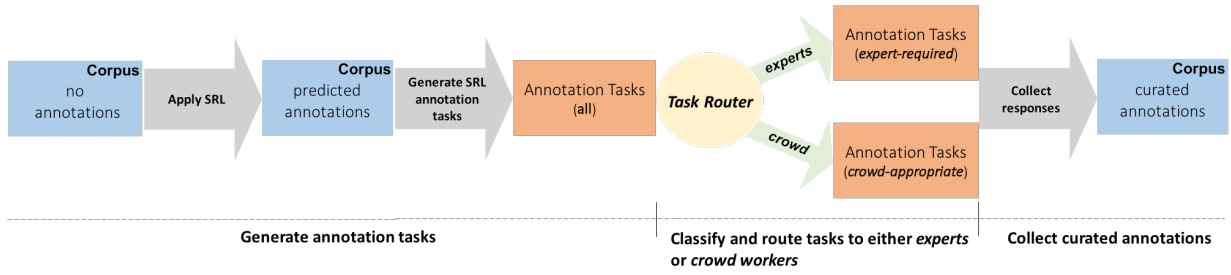 Corpus
no
annotations
Apply SRL
Corpus
predicted
annotations
Generate SRL
annotation
tasks
Annotation Tasks
(all)
Task Router
experts
crowd
Annotation Tasks
(expert-required)
Annotation Tasks
(crowd-appropriate)
Collect
responses
Corpus
curated
annotations
Generate annotation tasks
Classify and route tasks to either experts
or crowd workers
Collect curated annotations